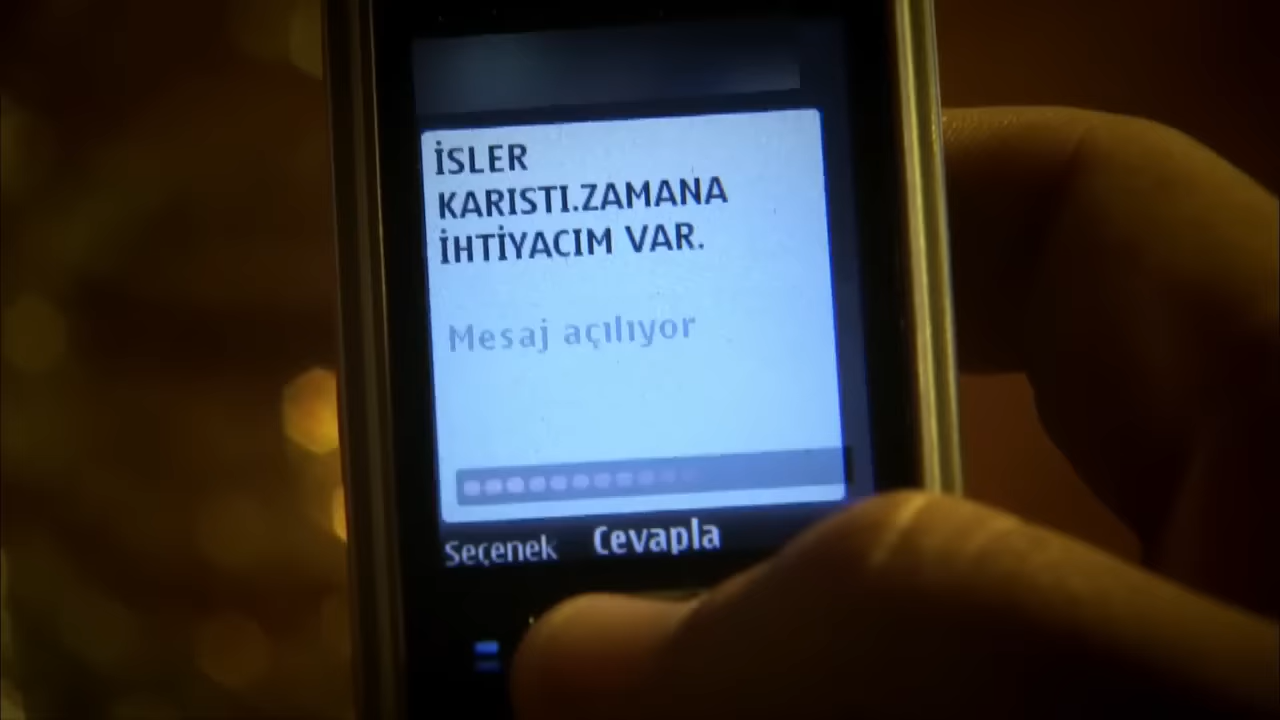 İSLER
KARISTI.ZAMANA
İHTİYACIM VAR.
Mesaj açılıyor
Seçenek Cevapla